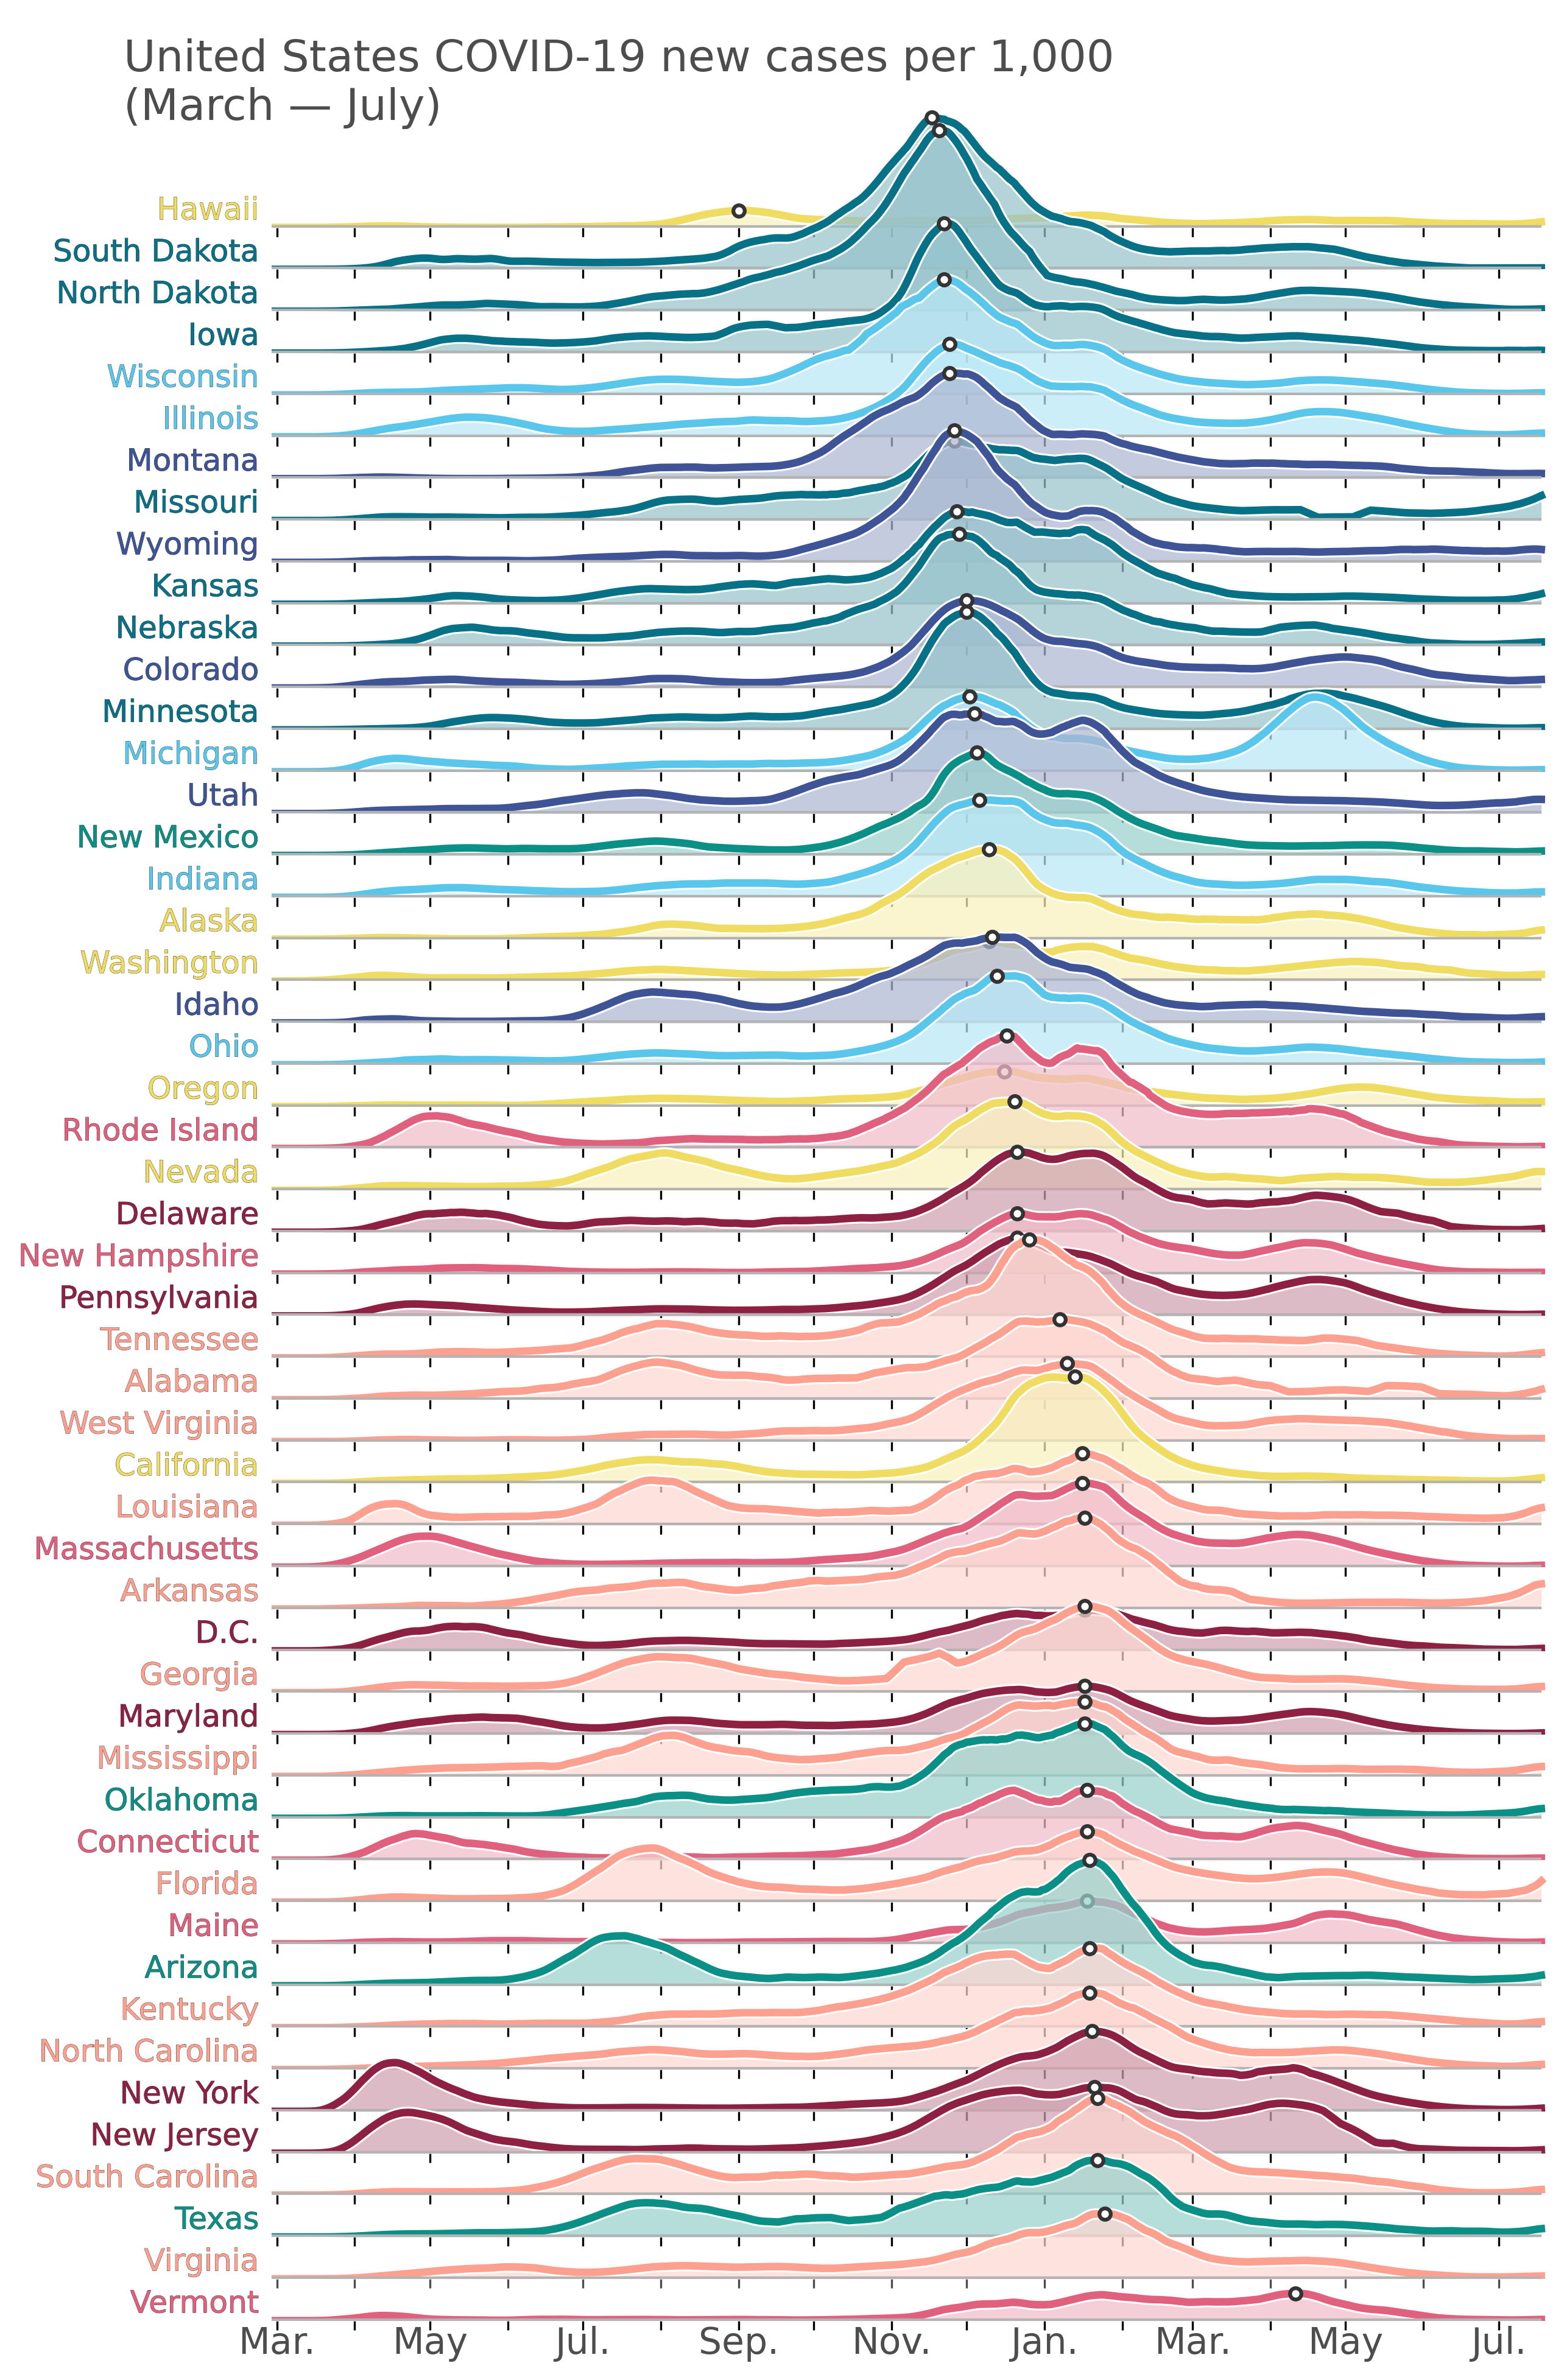 United States COVID-19 new cases per 1,000
(March — July)
Hawaii
South Dakota
North Dakota
Iowa
Wisconsin
Illinois
Montana
Missouri
Wyoming
Kansas
Nebraska
Colorado
Minnesota
Michigan
Utah
New Mexico
Indiana
Alaska
Washington
Idaho
Ohio
Oregon
Rhode Island
Nevada
Delaware
New Hampshire
Pennsylvania
Tennessee
Alabama
West Virginia
California
Louisiana
Massachusetts
Arkansas
D.C.
Georgia
Maryland
Mississippi
Oklahoma
Connecticut
Florida
Maine
Arizona
Kentucky
North Carolina
New York
New Jersey
South Carolina
Texas
Virginia
Vermont
Mar. May Jul. Sep. Nov. Jan. Mar. May Jul.